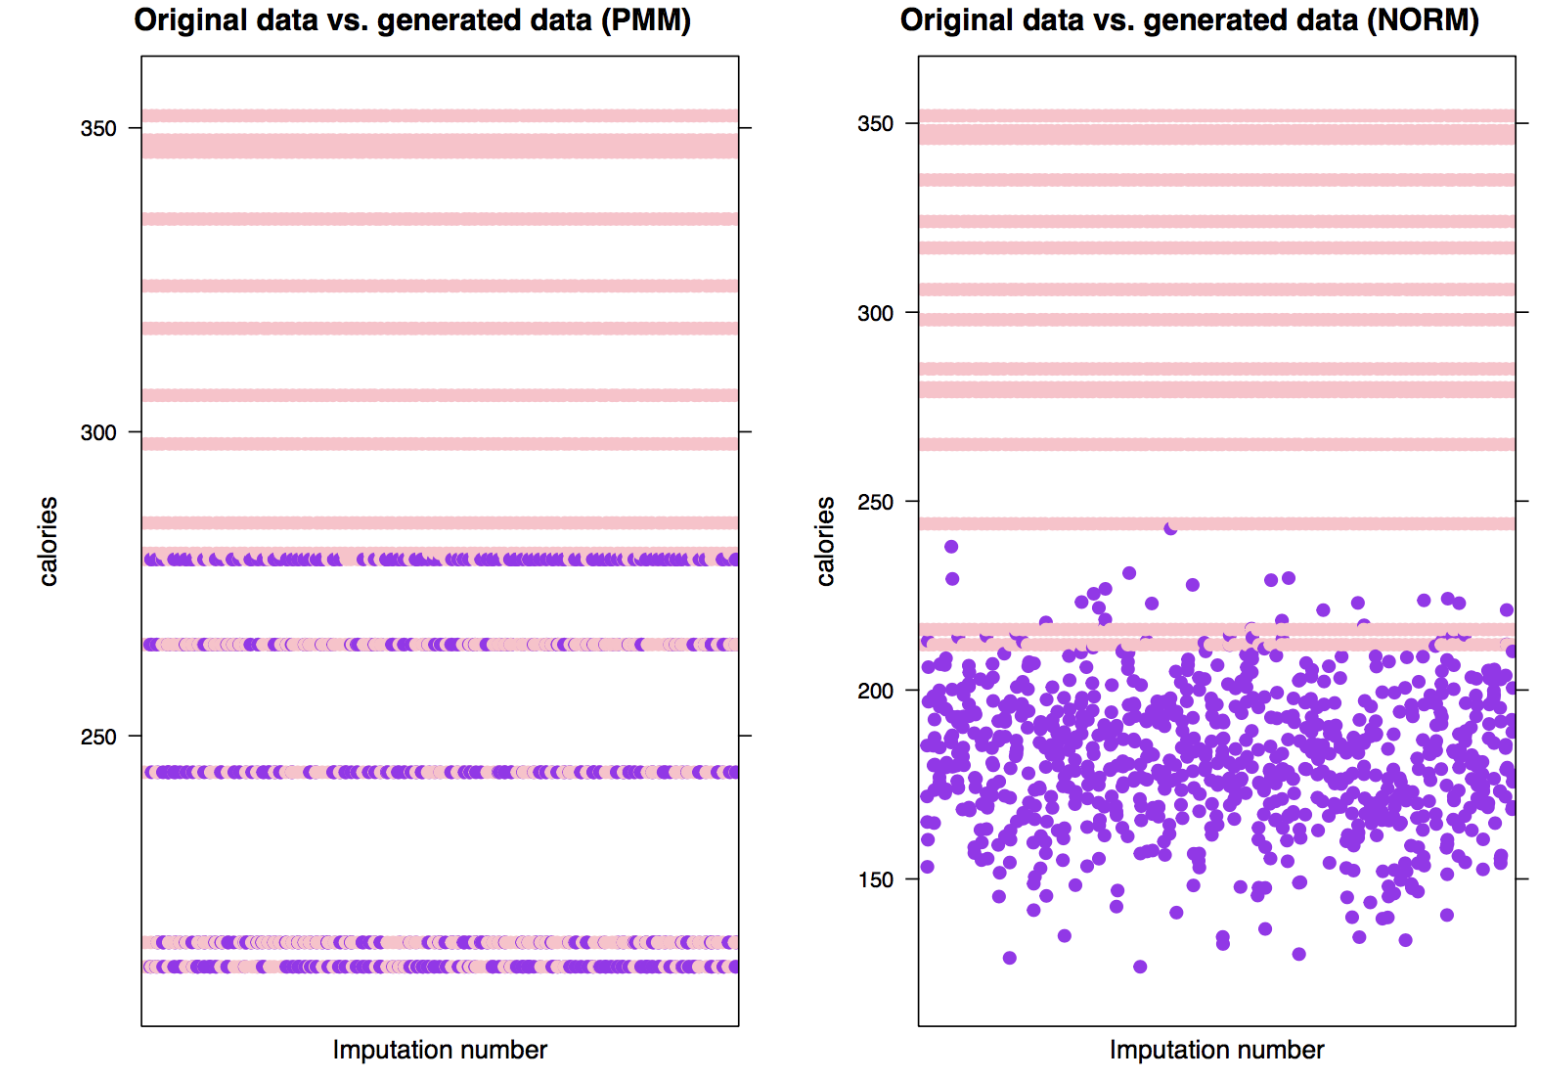 Original data vs. generated data (PMM)
350
300
250
calories
Imputation number
Original data vs. generated data (NORM)
350
300
250
200
150
calories
Imputation number